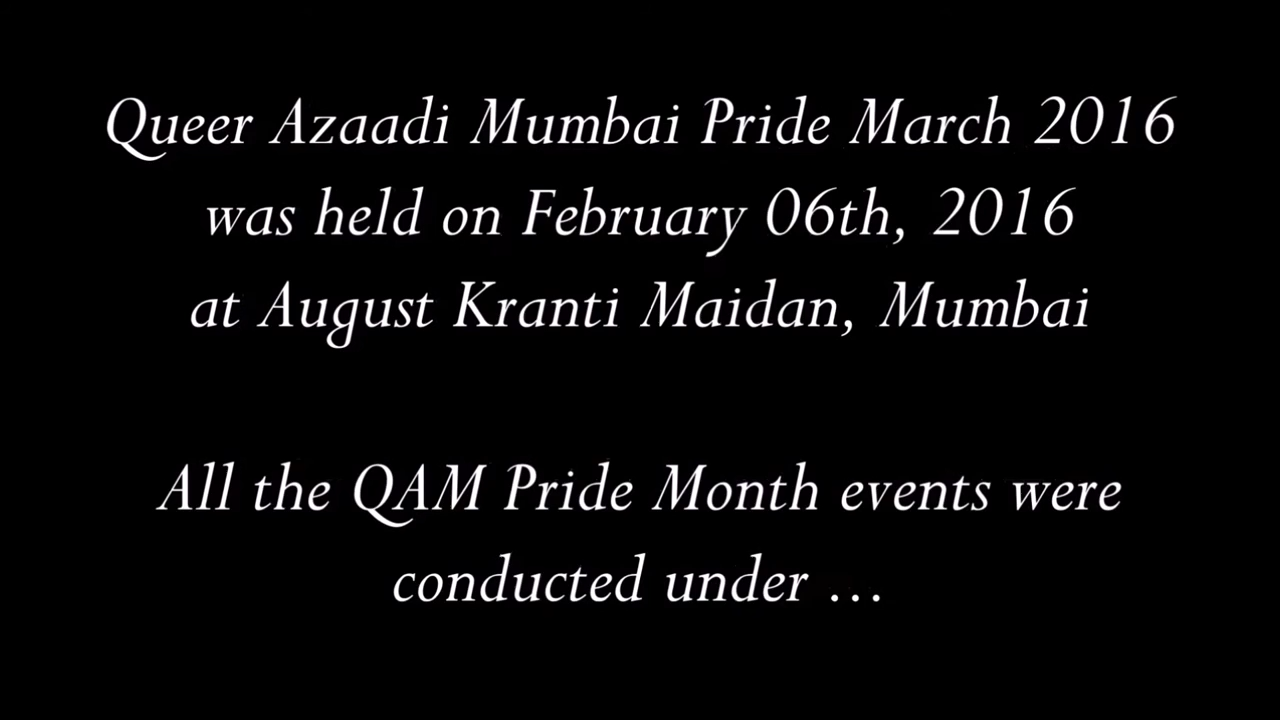 Queer Azaadi Mumbai Pride March 2016
was held on February 06th, 2016
at August Kranti Maidan, Mumbai
All the QAM Pride Month events were
conducted under ...